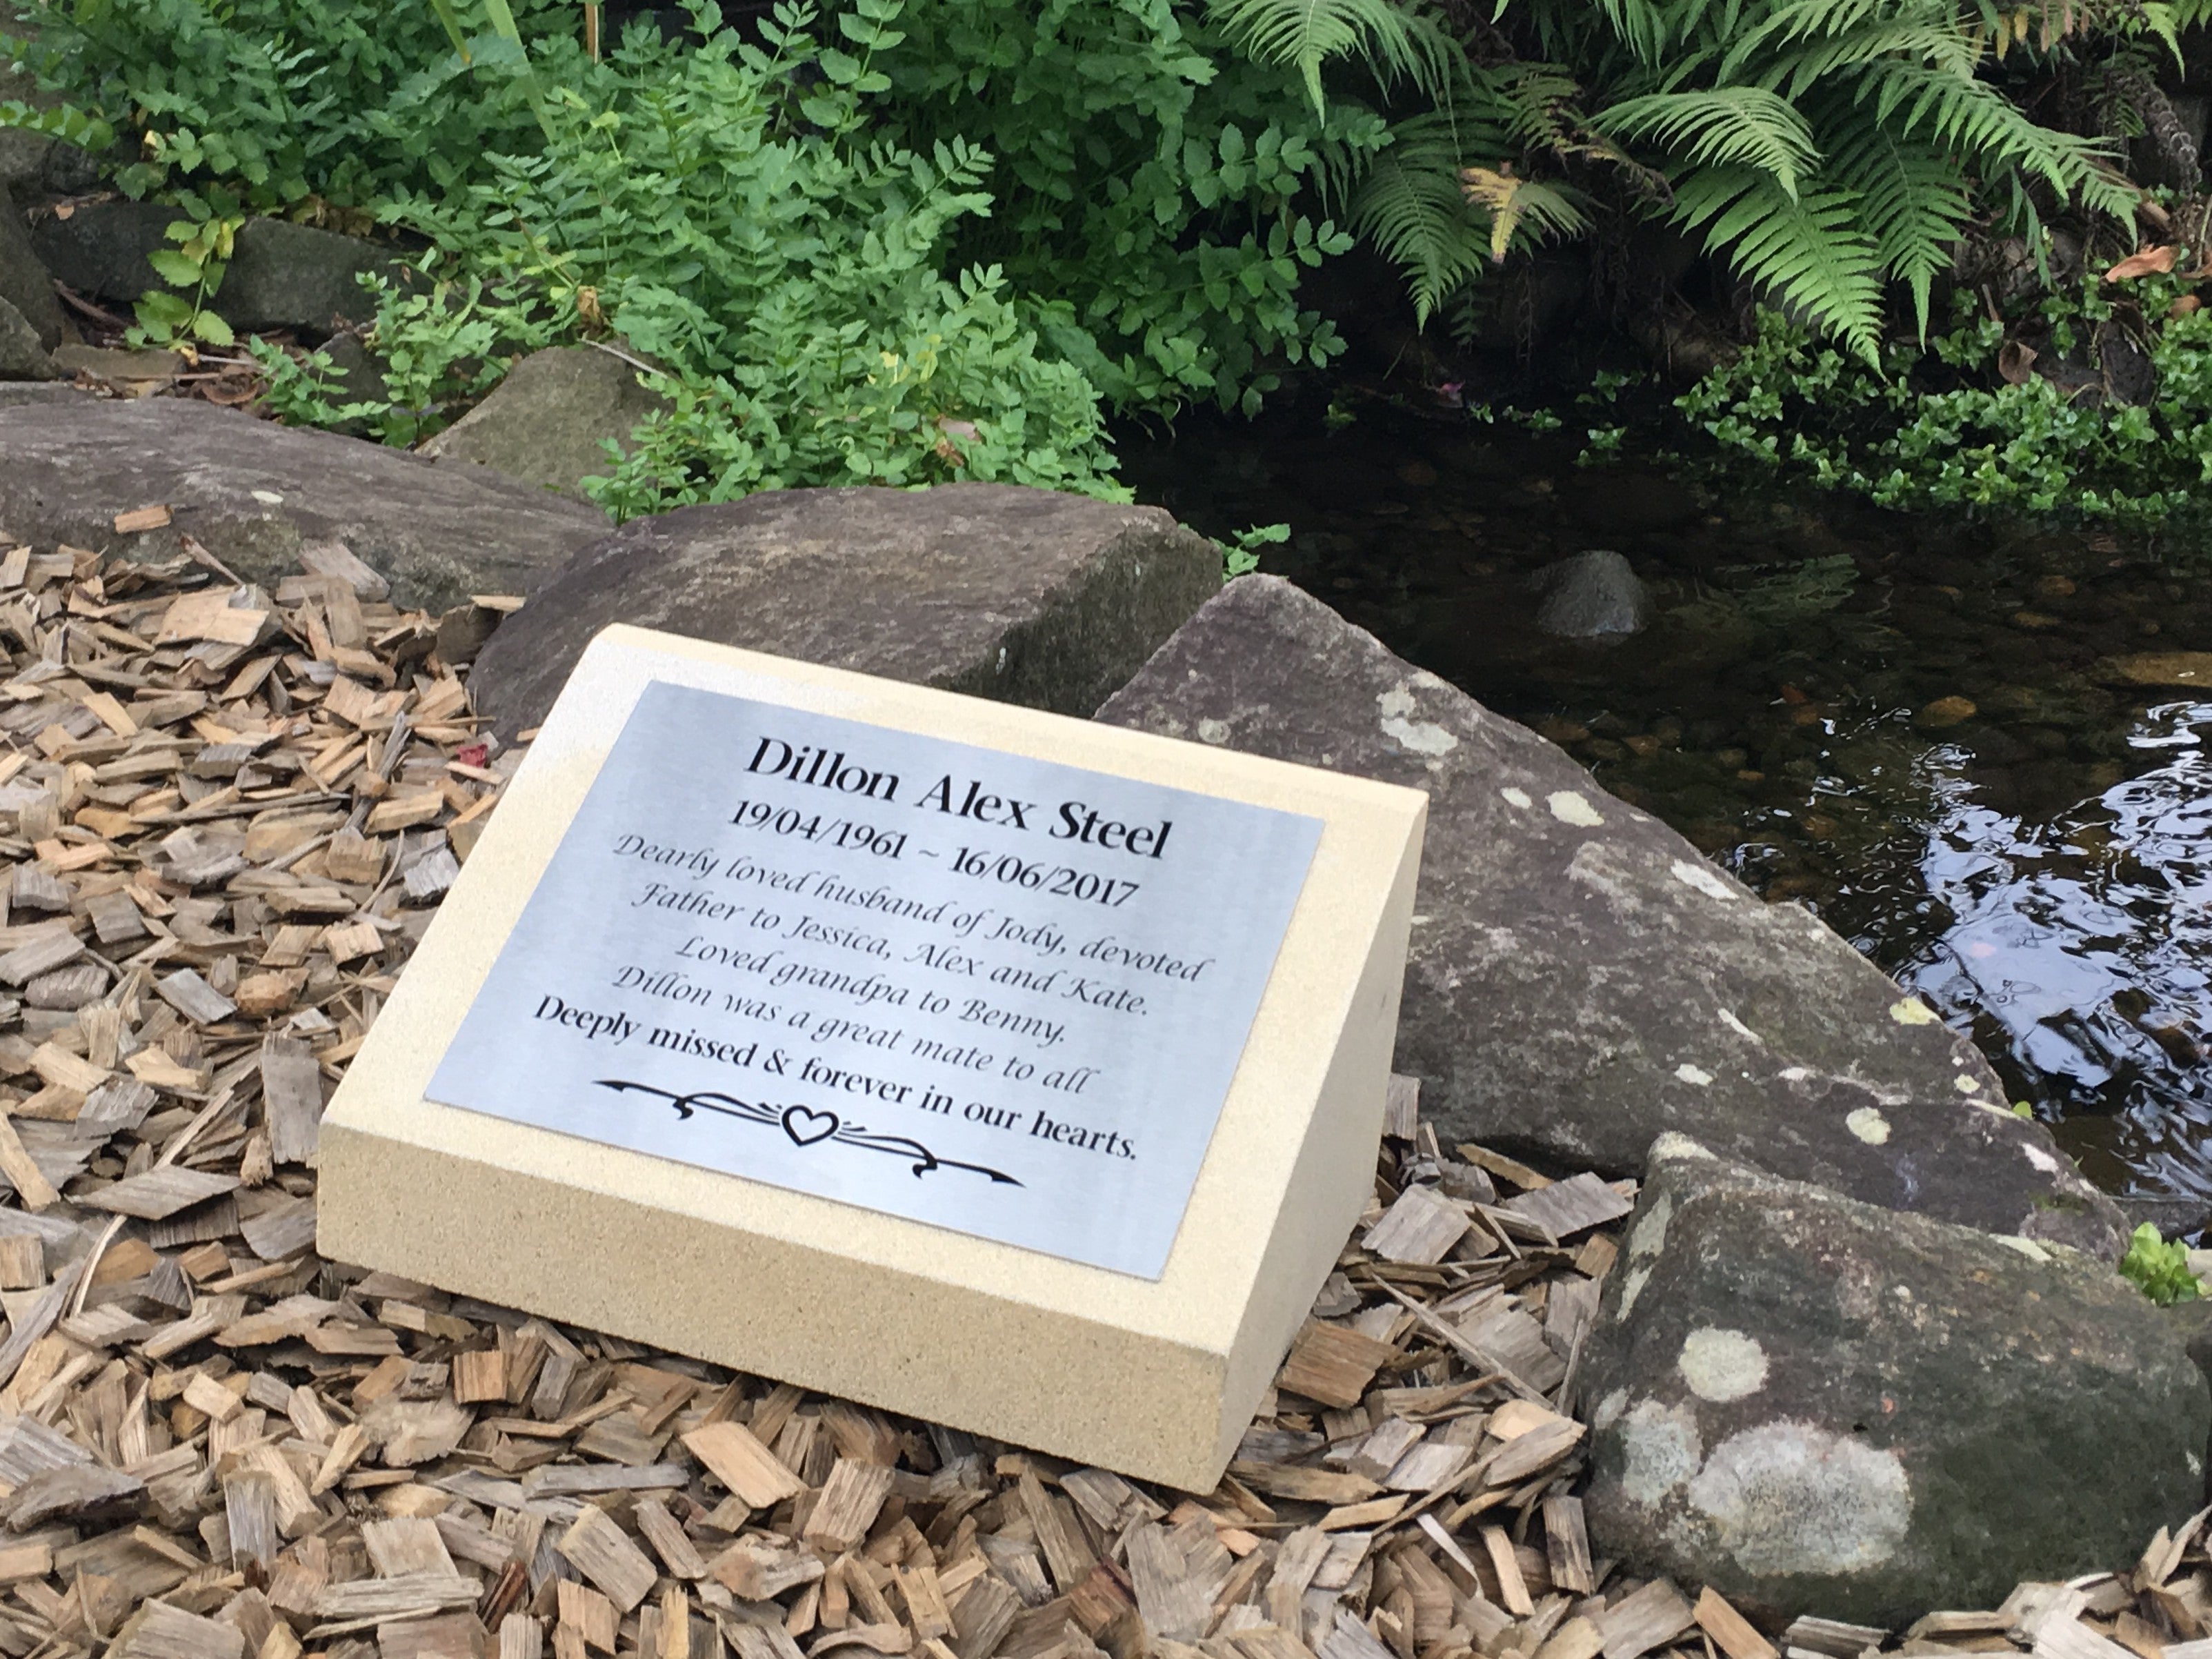 Dillon Alex Steel
19/04/1961 ~ 16/06/2017
Dearly loved husband of Jody, devoted
Father to Jessica, Alex and Kate.
Loved grandpa to Benny.
Dillon was a great mate to all
Deeply missed & forever in our hearts.